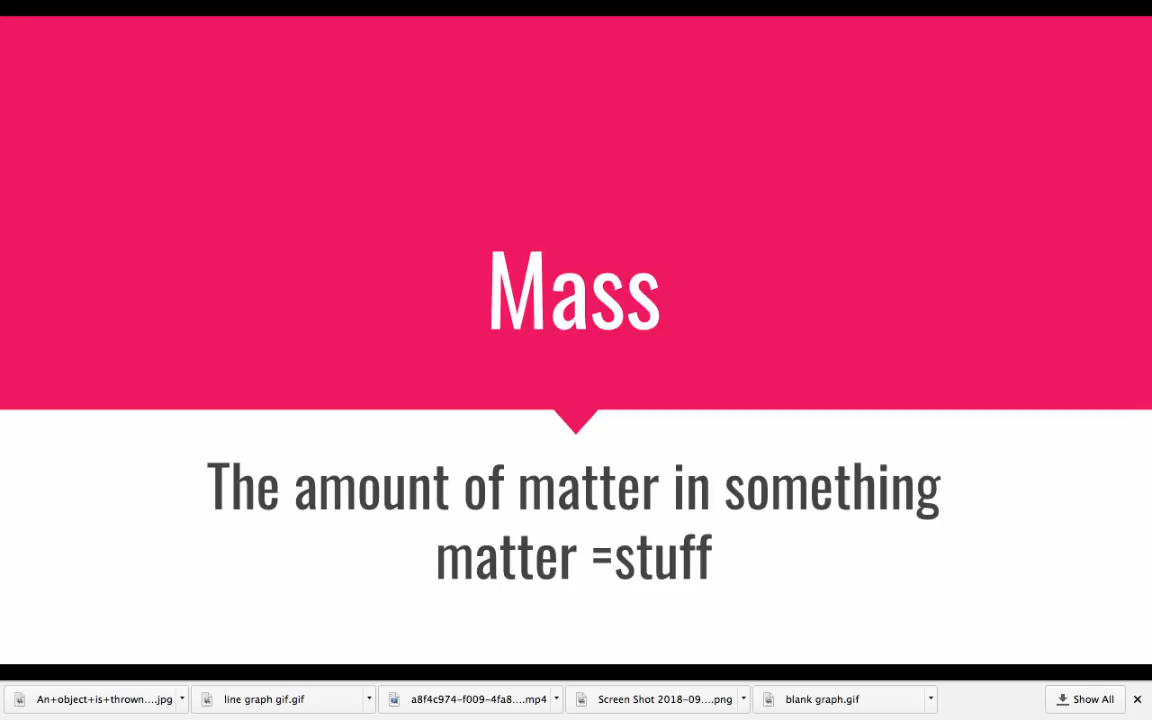 Mass
The amount of matter in something
matter =stuff
An+object+is+thrown....jpg
line graph gif.gif
a8f4c974-f009-4fa8....mp4
Screen Shot 2018-09....png
blank graph.gif
Show All